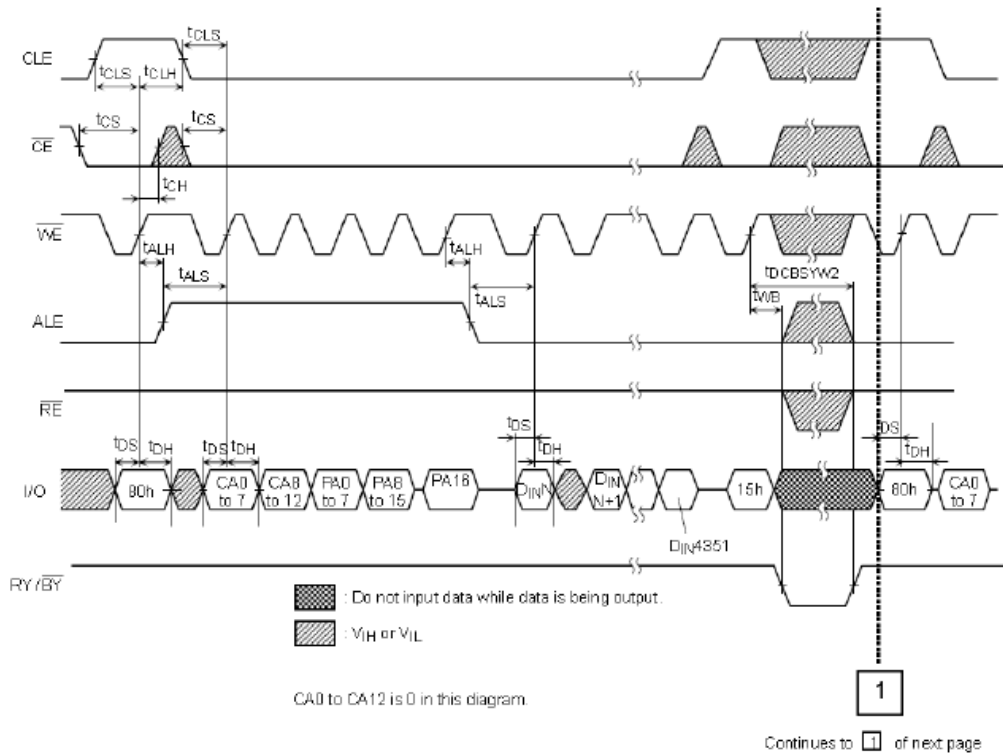 tCLS
CLE
tCLS tCLH
tCS tCS
CE
tCH
WE
tALH tALH
tALS tALS
tDCBSYW2
tWB
ALE
RE
tDS tDH tDS tDH tDS tDH tDS tDH
I/O
80h
CA0 to 7
CA8 to 12
PA0 to 7
PA8 to 15
PA16
DINN
DIN N+1
DIN4351
15h
80h
CA0 to 7
RY/BY
: Do not input data while data is being output.
: VIH or VIL
1
CA0 to CA12 is 0 in this diagram.
Continues to 1 of next page